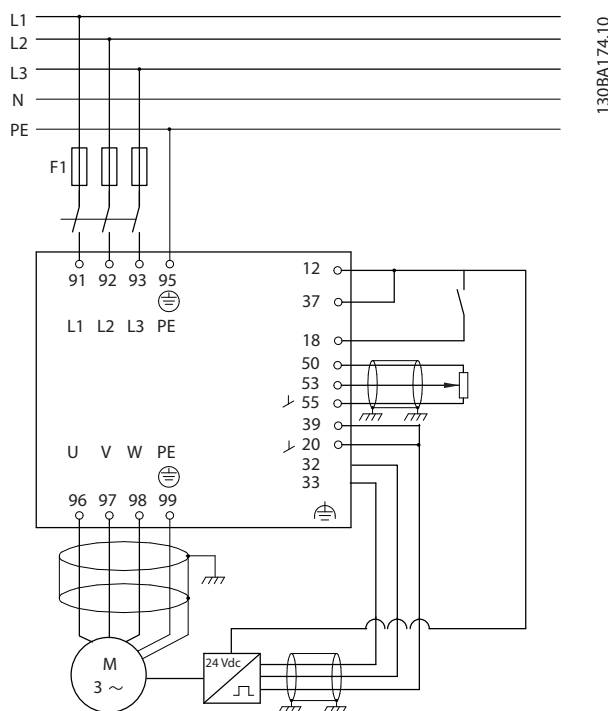 L1
L2
L3
N
PE
130BA174.10
F1
91 92 93 95
L1 L2 L3 PE
12
37
18
50
53
55
39
20
32
33
U V W PE
96 97 98 99
M
3 ~
24 Vdc